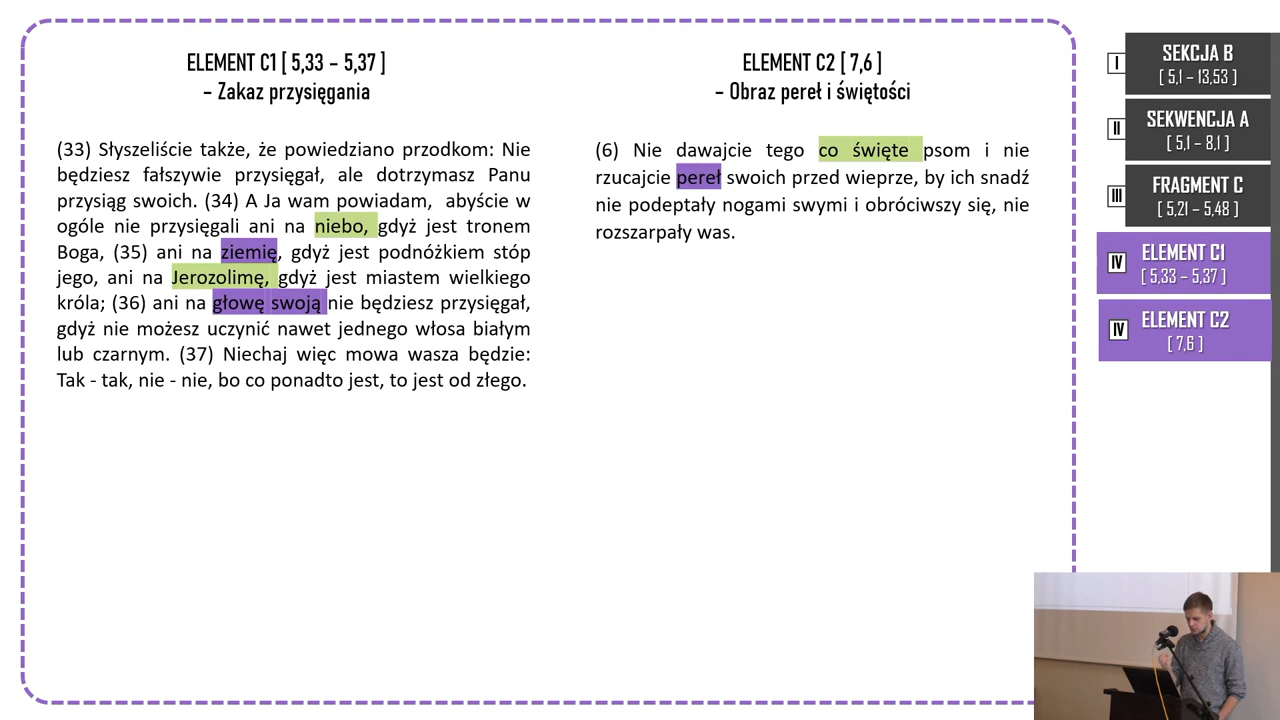 ELEMENT C1 [ 5,33 – 5,37 ]
– Zakaz przysięgania
(33) Słyszeliście także, że powiedziano przodkom: Nie
będziesz fałszywie przysięgał, ale dotrzymasz Panu
przysiąg swoich. (34) A Ja wam powiadam, abyście w
ogóle nie przysięgali ani na niebo, gdyż jest tronem
Boga, (35) ani na ziemię, gdyż jest podnóżkiem stóp
jego, ani na Jerozolimę, gdyż jest miastem wielkiego
króla; (36) ani na głowę swoją nie będziesz przysięgał,
gdyż nie możesz uczynić nawet jednego włosa białym
lub czarnym. (37) Niechaj więc mowa wasza będzie:
Tak - tak, nie - nie, bo co ponadto jest, to jest od złego.
ELEMENT C2 [ 7,6 ]
– Obraz pereł i świętości
(6) Nie dawajcie tego co święte psom i nie
rzucajcie pereł swoich przed wieprze, by ich snadź
nie podeptały nogami swymi i obróciwszy się, nie
rozszarpały was.
I
SEKCJA B
[ 5,1 – 13,53 ]
II
SEKWENCJA A
[ 5,1 – 8,1 ]
III
FRAGMENT C
[ 5,21 – 5,48 ]
IV
ELEMENT C1
[ 5,33 – 5,37 ]
IV
ELEMENT C2
[ 7,6 ]